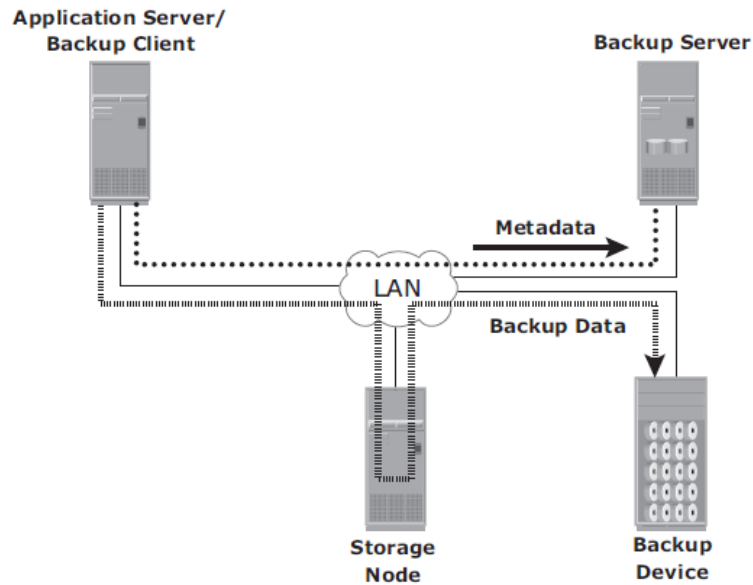 Application Server/
Backup Client
Backup Server
Metadata
LAN
Backup Data
Storage
Node
Backup
Device